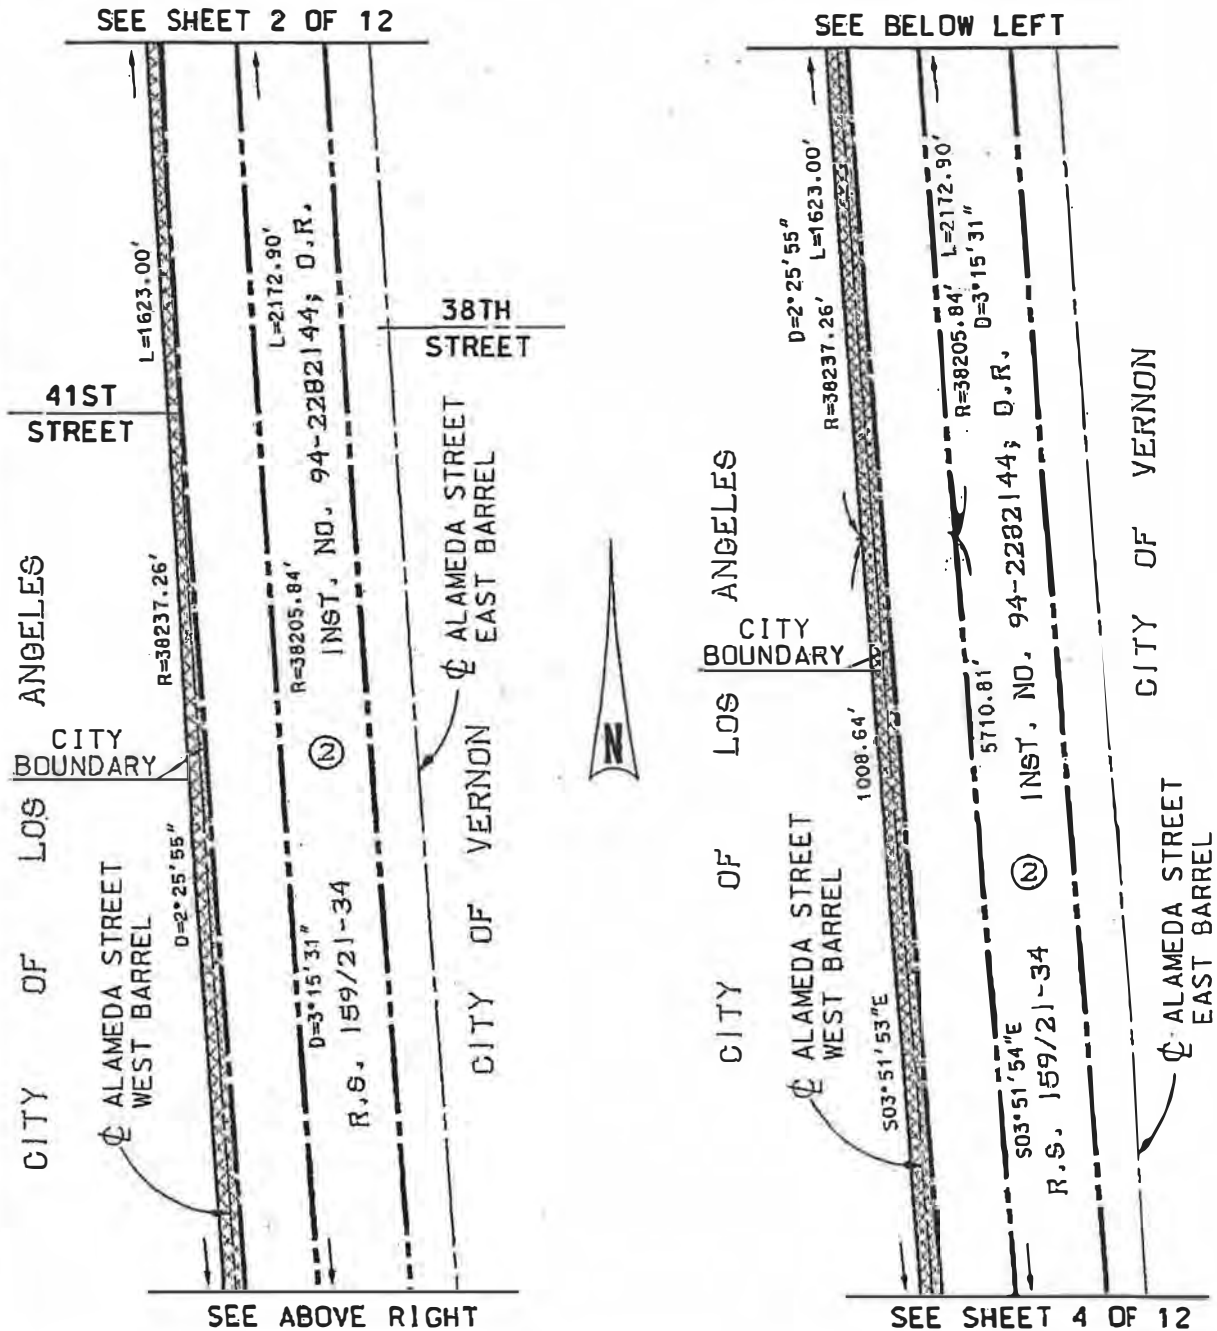 SEE SHEET 2 OF 12
L=1623.00'
L=2172.90'
38TH
STREET
41ST
STREET
R=38237.26'
R=38205.84'
INST. NO. 94-2282144; O.R.
℄ ALAMEDA STREET
EAST BARREL
CITY
BOUNDARY
2
D=2°25'55"
D=3°15'31"
R.S. 159/21-34
CITY OF LOS ANGELES
CITY OF VERNON
℄ ALAMEDA STREET
WEST BARREL
SEE ABOVE RIGHT
N
SEE BELOW LEFT
D=2°25'55"
L=1623.00'
R=38237.26'
L=2172.90'
R=38205.84'
D=3°15'31"
INST. NO. 94-2282144; O.R.
CITY
BOUNDARY
1008.64'
5710.81'
2
CITY OF LOS ANGELES
CITY OF VERNON
℄ ALAMEDA STREET
WEST BARREL
S03°51'53"E
S03°51'54"E
R.S. 159/21-34
℄ ALAMEDA STREET
EAST BARREL
SEE SHEET 4 OF 12